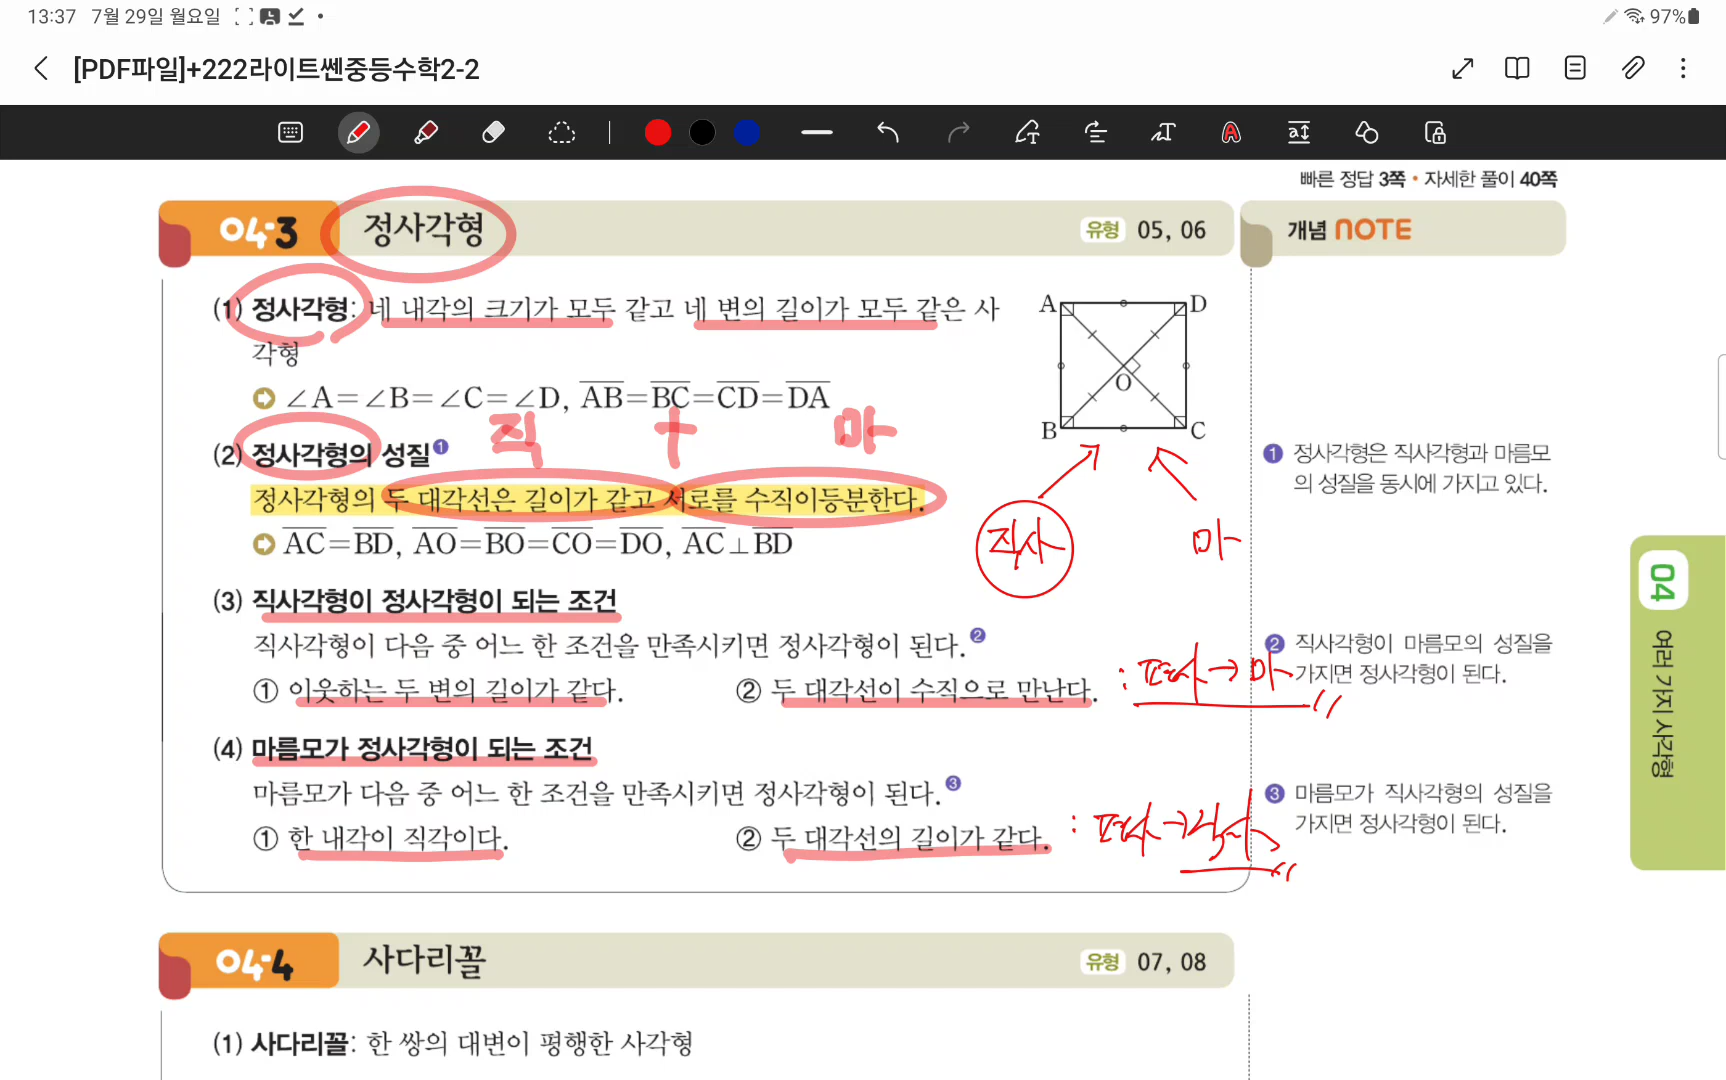 13:37 7월 29일 월요일
97%
[PDF파일]+222라이트쎈중등수학2-2
빠른 정답 3쪽 • 자세한 풀이 40쪽
04-3 정사각형 유형 05, 06
개념 NOTE
(1) 정사각형: 네 내각의 크기가 모두 같고 네 변의 길이가 모두 같은 사
각형
∠A=∠B=∠C=∠D, AB=BC=CD=DA
A D
O
B C
직 + 마
(2) 정사각형의 성질❶
정사각형의 두 대각선은 길이가 같고 서로를 수직이등분한다.
AC=BD, AO=BO=CO=DO, AC⊥BD
직사 마
❶ 정사각형은 직사각형과 마름모
의 성질을 동시에 가지고 있다.
(3) 직사각형이 정사각형이 되는 조건
직사각형이 다음 중 어느 한 조건을 만족시키면 정사각형이 된다.❷
① 이웃하는 두 변의 길이가 같다. ② 두 대각선이 수직으로 만난다.
: 평사→마
❷ 직사각형이 마름모의 성질을
가지면 정사각형이 된다.
(4) 마름모가 정사각형이 되는 조건
마름모가 다음 중 어느 한 조건을 만족시키면 정사각형이 된다.❸
① 한 내각이 직각이다. ② 두 대각선의 길이가 같다.
: 평사→직사
❸ 마름모가 직사각형의 성질을
가지면 정사각형이 된다.
04 여러 가지 사각형
04-4 사다리꼴 유형 07, 08
(1) 사다리꼴: 한 쌍의 대변이 평행한 사각형